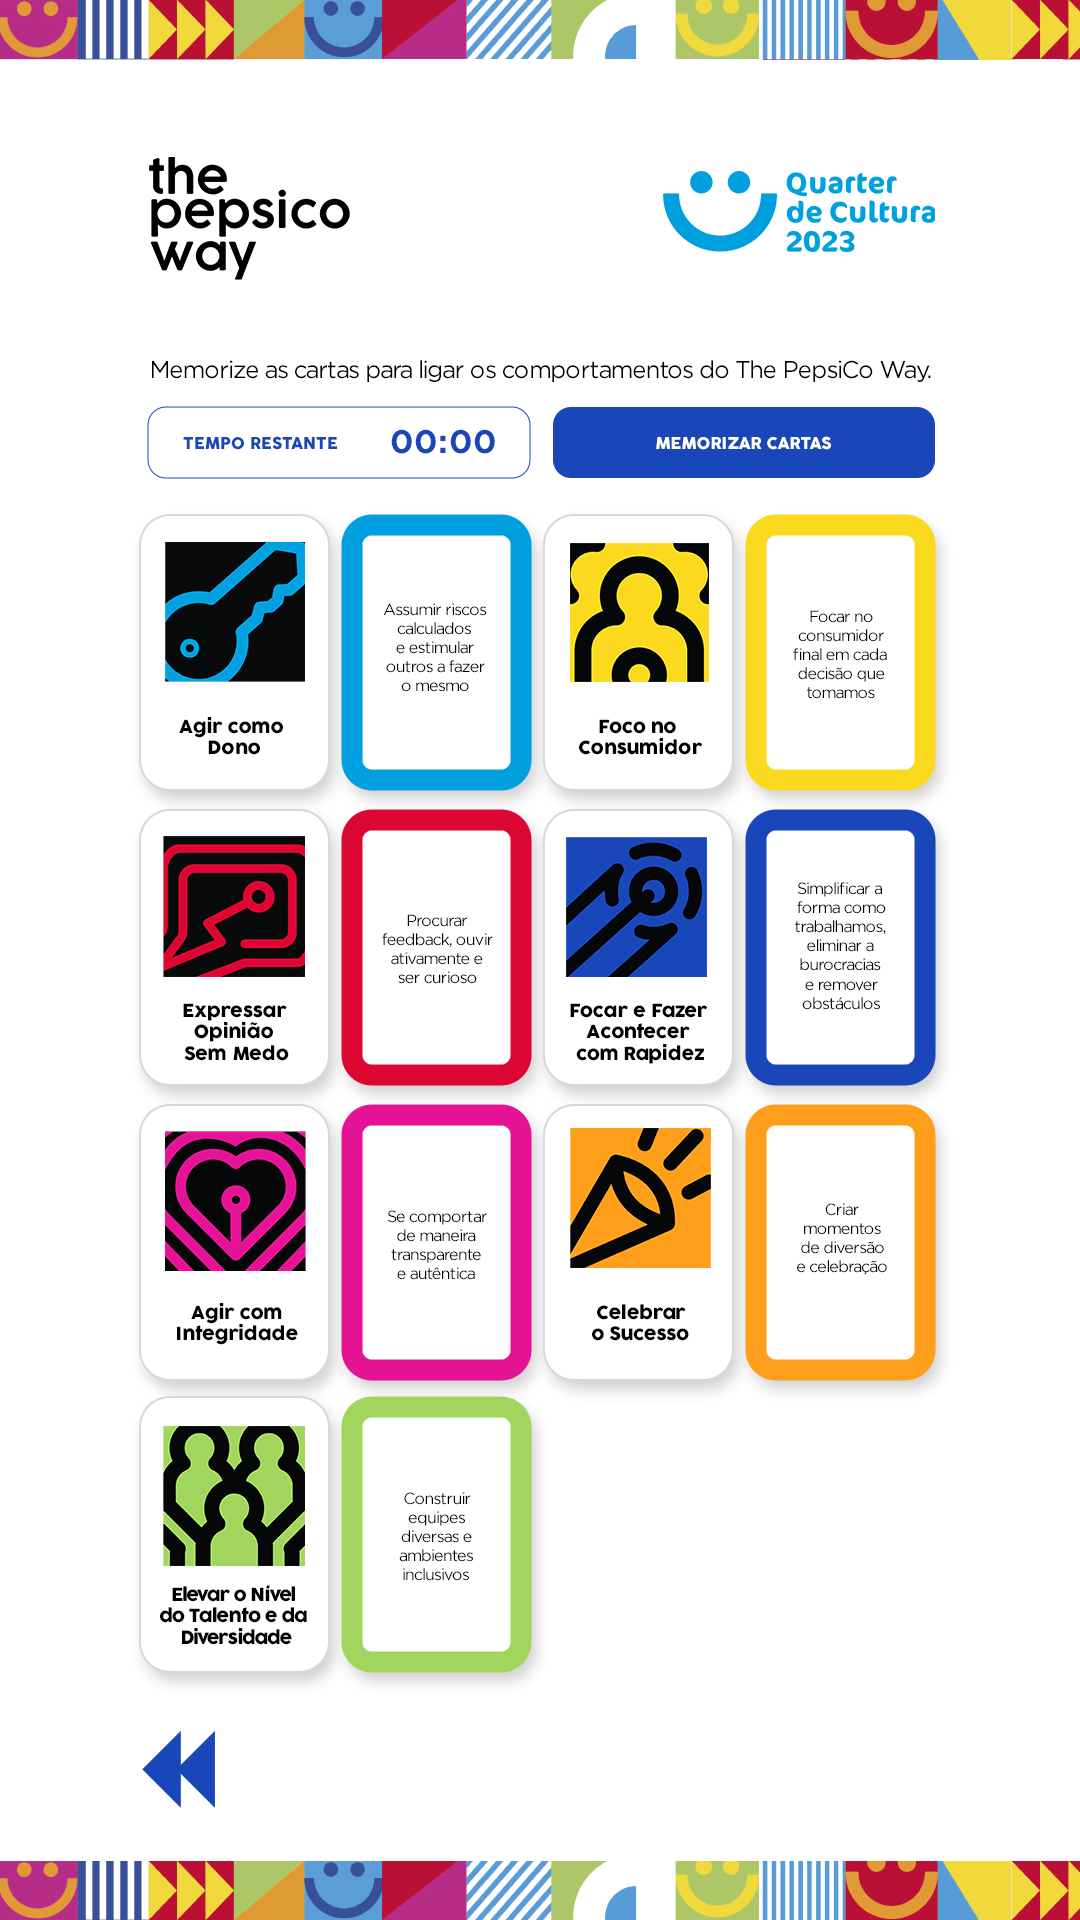 the
pepsico
way
Quarter
de Cultura
2023
Memorize as cartas para ligar os comportamentos do The PepsiCo Way.
TEMPO RESTANTE
00:00
MEMORIZAR CARTAS
Agir como
Dono
Assumir riscos
calculados
e estimular
outros a fazer
o mesmo
Foco no
Consumidor
Focar no
consumidor
final em cada
decisão que
tomamos
Expressar
Opinião
Sem Medo
Procurar
feedback, ouvir
ativamente e
ser curioso
Focar e Fazer
Acontecer
com Rapidez
Simplificar a
forma como
trabalhamos,
eliminar a
burocracias
e remover
obstáculos
Agir com
Integridade
Se comportar
de maneira
transparente
e autêntica
Celebrar
o Sucesso
Criar
momentos
de diversão
e celebração
Elevar o Nível
do Talento e da
Diversidade
Construir
equipes
diversas e
ambientes
inclusivos